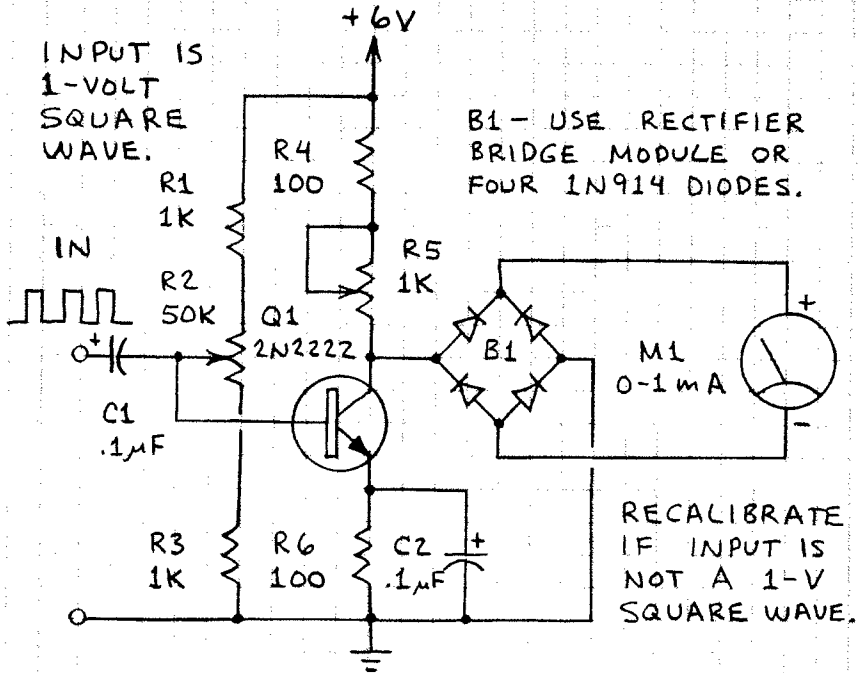 +6V
INPUT IS
1-VOLT
SQUARE
WAVE.
B1 - USE RECTIFIER
BRIDGE MODULE OR
FOUR 1N914 DIODES.
R4
100
R1
1K
IN
R2
50K
R5
1K
Q1
2N2222
+
C1
.1µF
B1
M1
0-1mA
+
-
R3
1K
R6
100
C2
.1µF
+
RECALIBRATE
IF INPUT IS
NOT A 1-V
SQUARE WAVE.